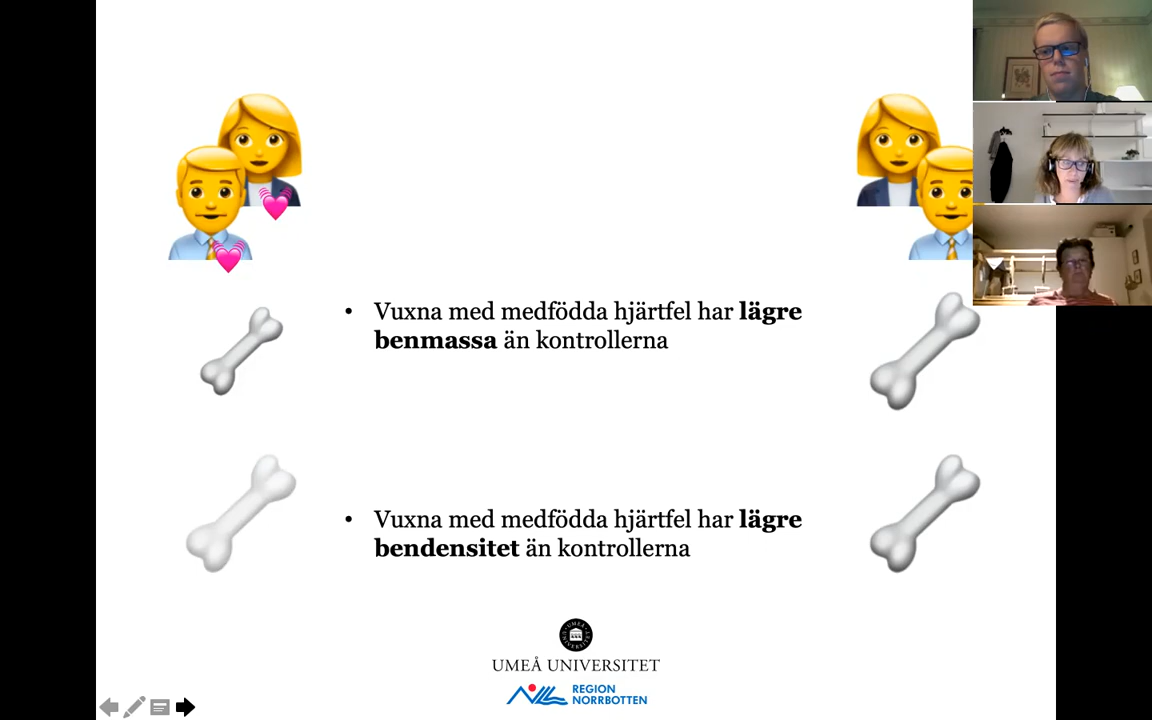 • Vuxna med medfödda hjärtfel har lägre
benmassa än kontrollerna
• Vuxna med medfödda hjärtfel har lägre
bendensitet än kontrollerna
UMEÅ UNIVERSITET
REGION
NORRBOTTEN